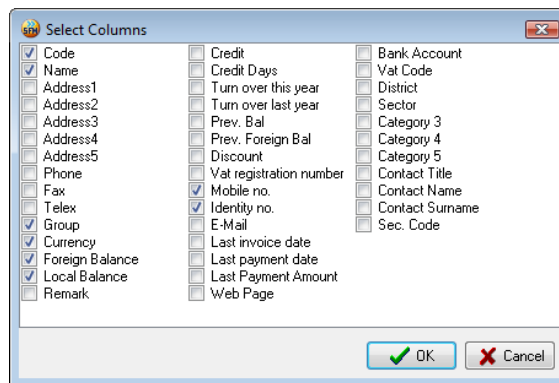 SFM Select Columns
Code
Name
Address1
Address2
Address3
Address4
Address5
Phone
Fax
Telex
Group
Currency
Foreign Balance
Local Balance
Remark
Credit
Credit Days
Turn over this year
Turn over last year
Prev. Bal
Prev. Foreign Bal
Discount
Vat registration number
Mobile no.
Identity no.
E-Mail
Last invoice date
Last payment date
Last Payment Amount
Web Page
Bank Account
Vat Code
District
Sector
Category 3
Category 4
Category 5
Contact Title
Contact Name
Contact Surname
Sec. Code
OK
Cancel